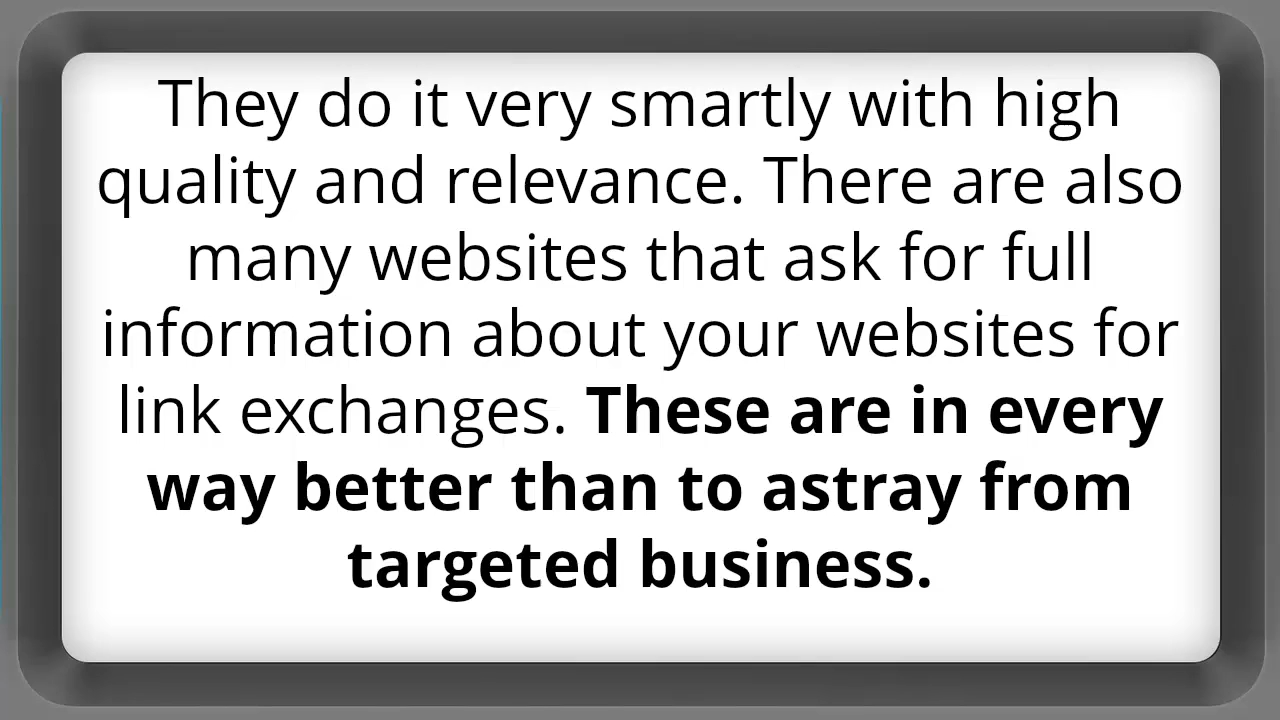 They do it very smartly with high
quality and relevance. There are also
many websites that ask for full
information about your websites for
link exchanges. These are in every
way better than to astray from
targeted business.